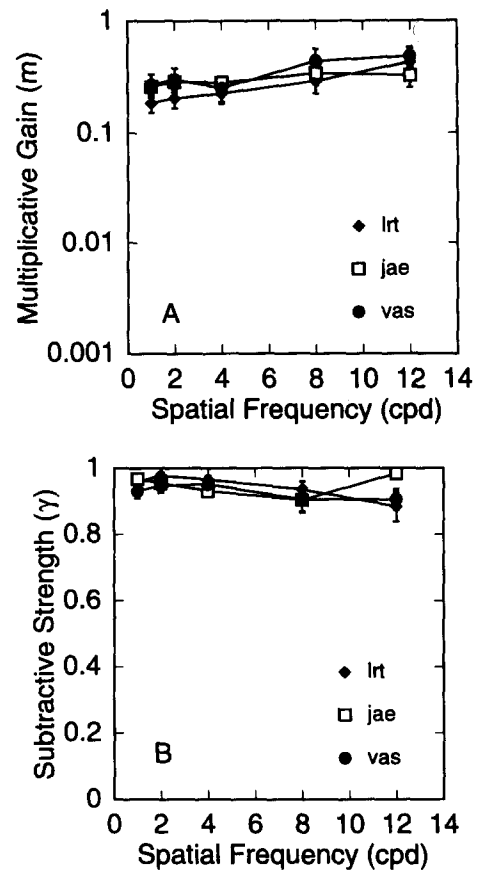 1
0.1
0.01
0.001
Multiplicative Gain (m)
lrt
jae
vas
A
0 2 4 6 8 10 12 14
Spatial Frequency (cpd)
1
0.8
0.6
0.4
0.2
0
Subtractive Strength (γ)
lrt
jae
vas
B
0 2 4 6 8 10 12 14
Spatial Frequency (cpd)